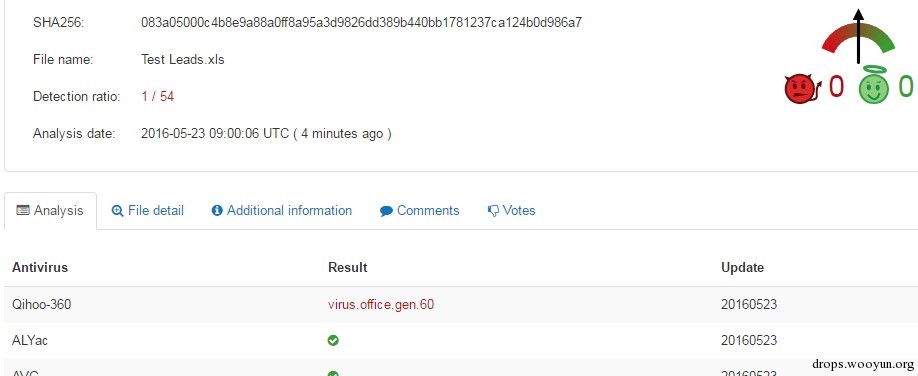 SHA256: 083a05000c4b8e9a88a0ff8a95a3d9826dd389b440bb1781237ca124b0d986a7
File name: Test Leads.xls
Detection ratio: 1 / 54
0 0
Analysis date: 2016-05-23 09:00:06 UTC ( 4 minutes ago )
Analysis File detail Additional information Comments Votes
Antivirus Result Update
Qihoo-360 virus.office.gen.60 20160523
ALYac 20160523
AVG 20160523
drops.wooyun.org